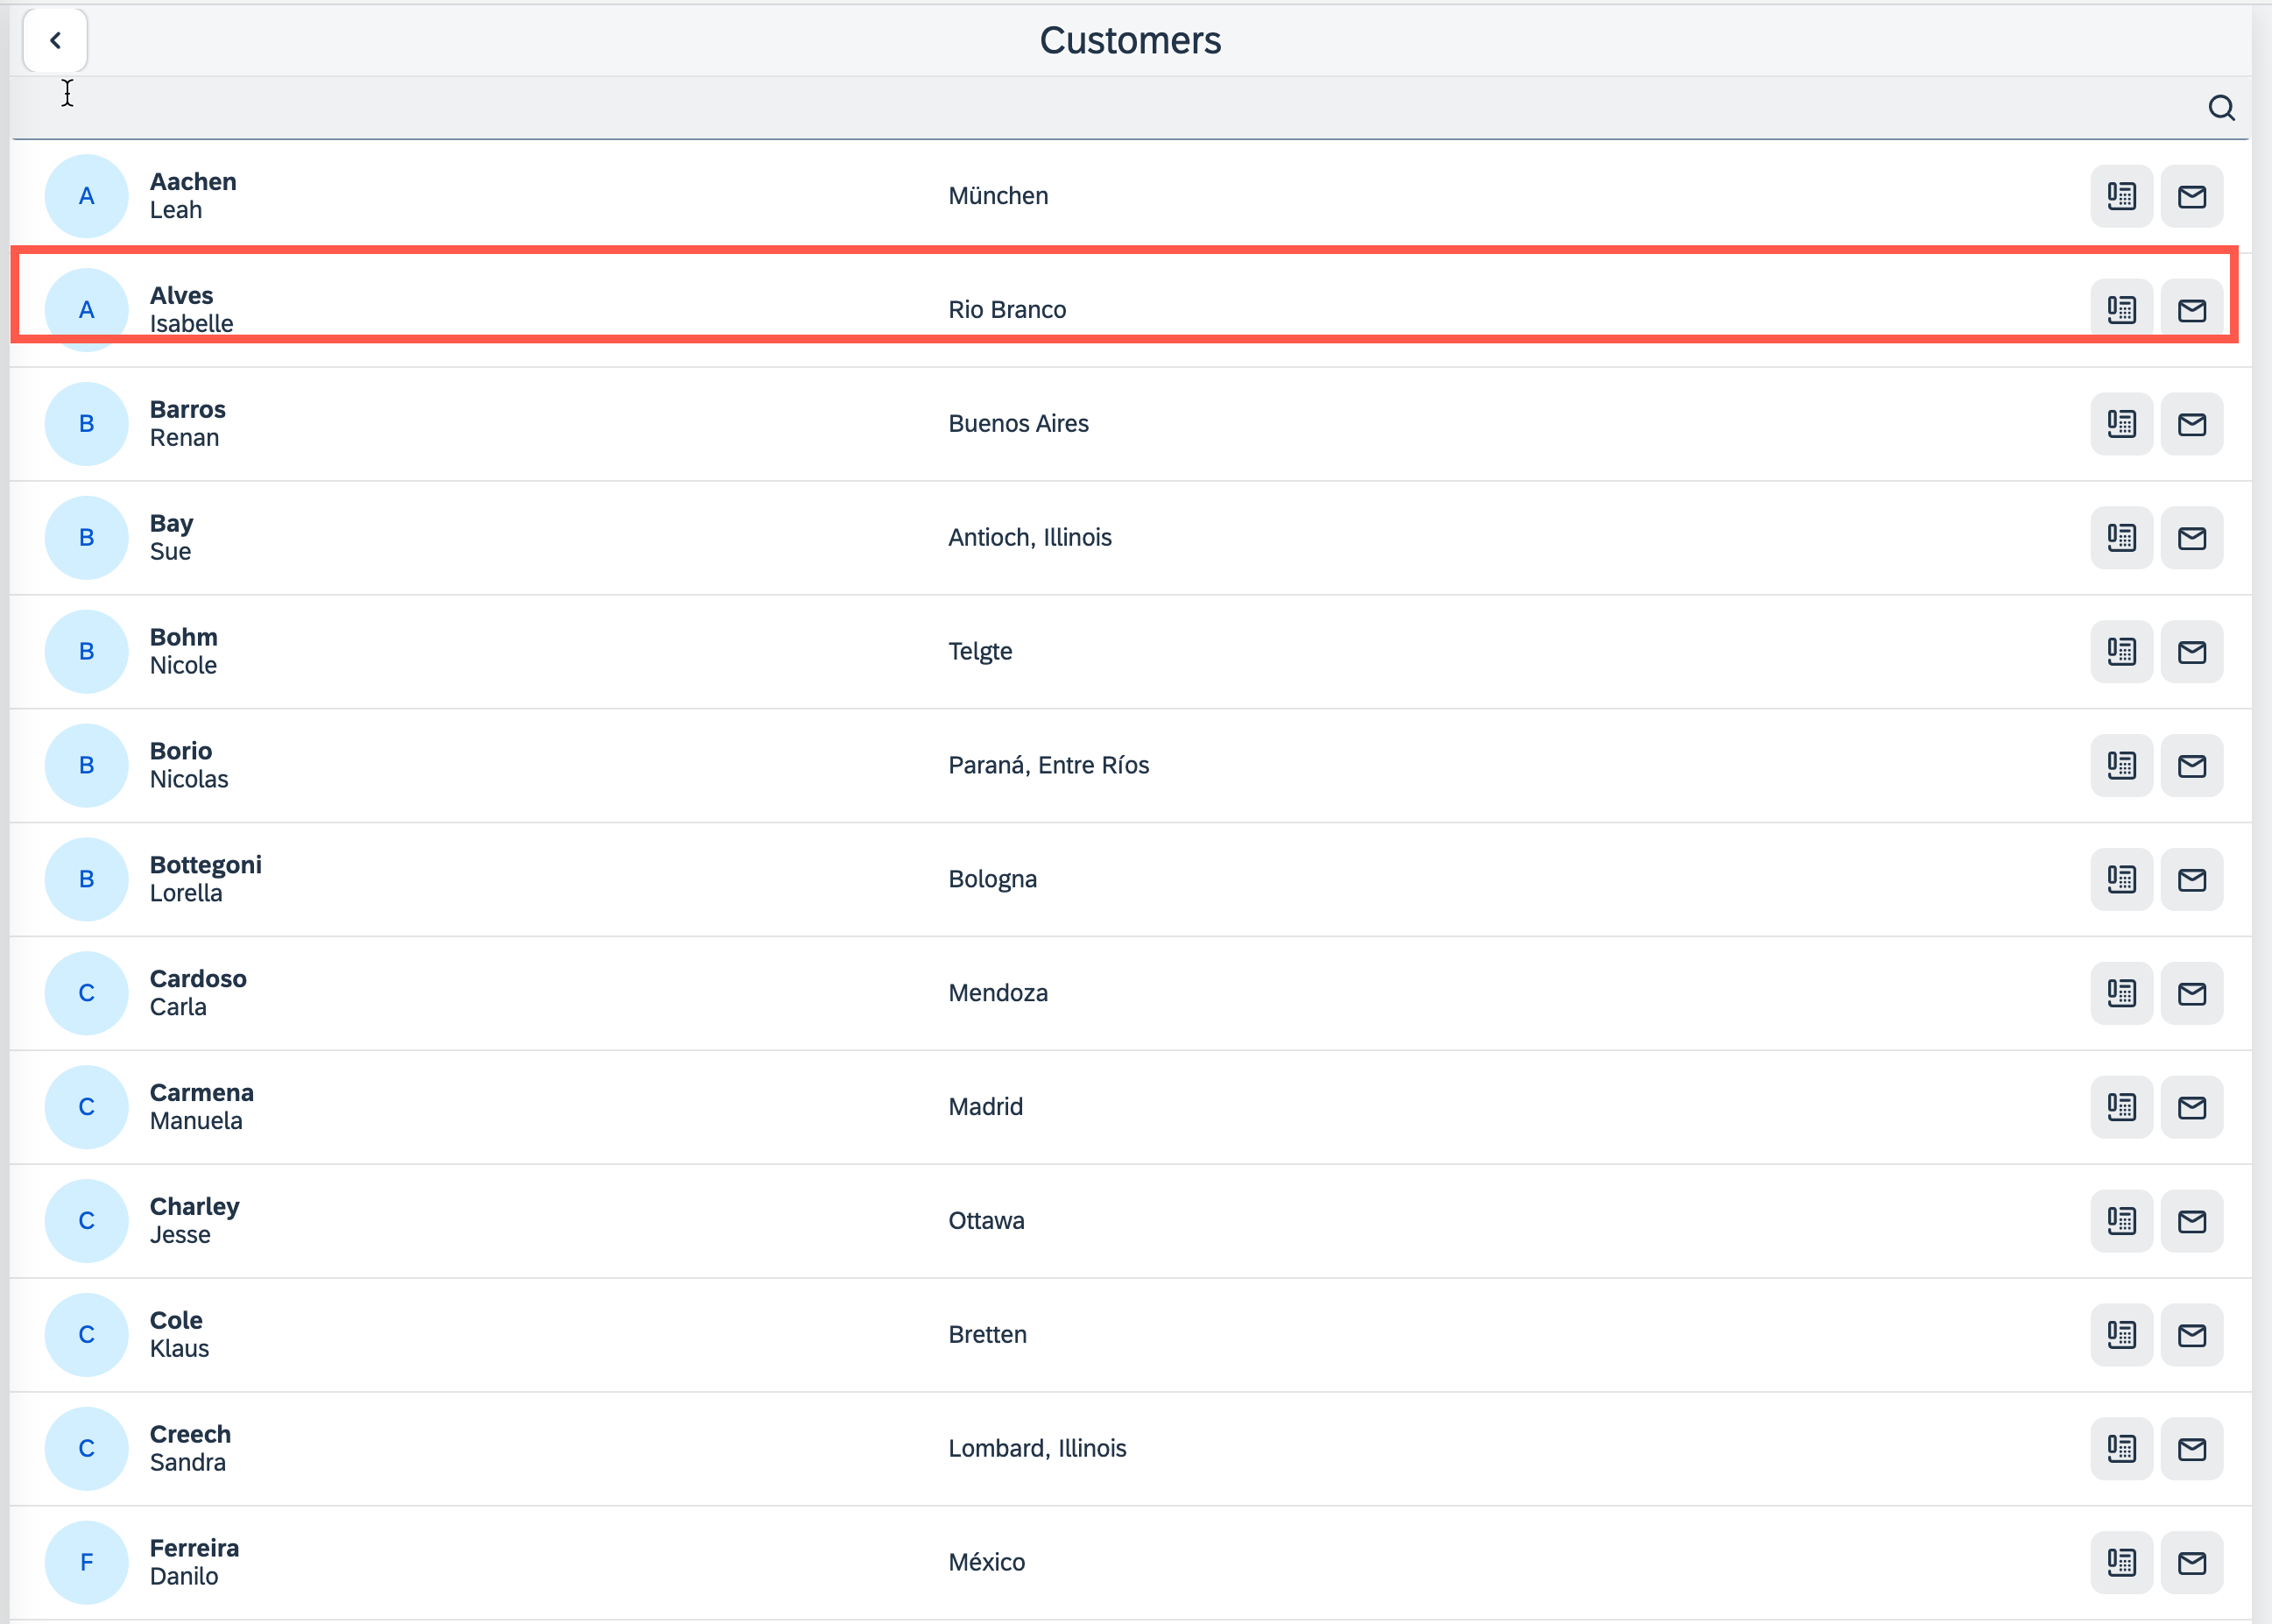 Customers
A
Aachen
Leah
München
A
Alves
Isabelle
Rio Branco
B
Barros
Renan
Buenos Aires
B
Bay
Sue
Antioch, Illinois
B
Bohm
Nicole
Telgte
B
Borio
Nicolas
Paraná, Entre Ríos
B
Bottegoni
Lorella
Bologna
C
Cardoso
Carla
Mendoza
C
Carmena
Manuela
Madrid
C
Charley
Jesse
Ottawa
C
Cole
Klaus
Bretten
C
Creech
Sandra
Lombard, Illinois
F
Ferreira
Danilo
México